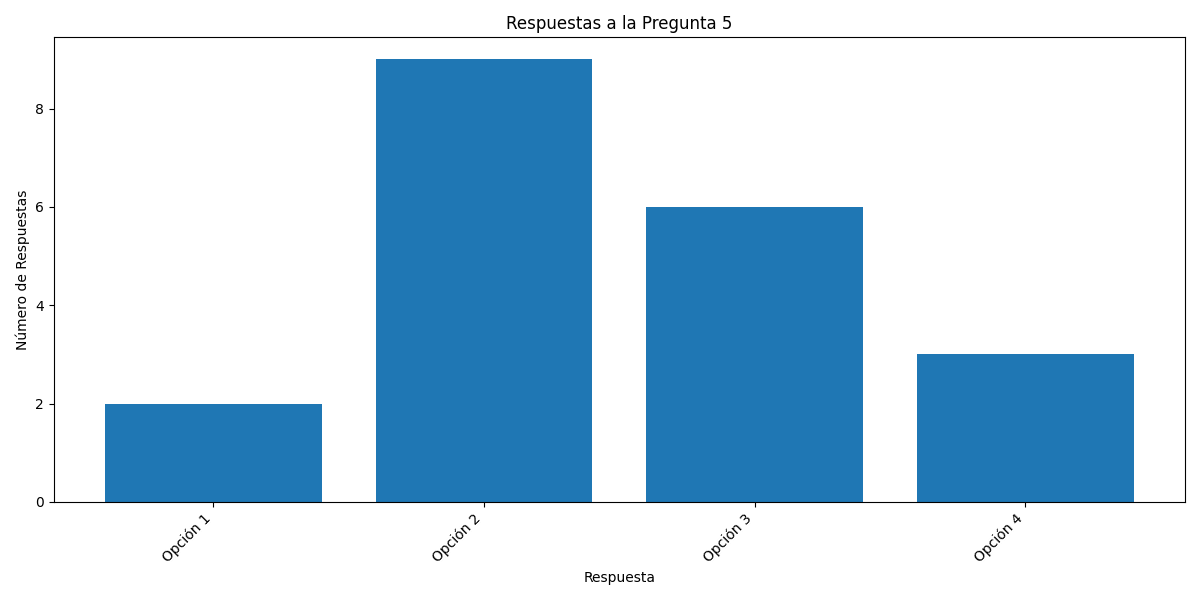 Respuestas a la Pregunta 5
Número de Respuestas
8
6
4
2
0
Opción 1
Opción 2
Opción 3
Opción 4
Respuesta